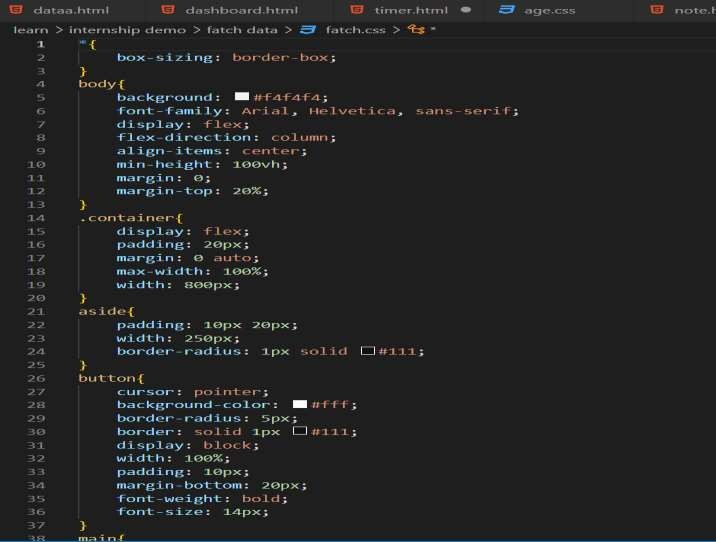 dataa.html dashboard.html timer.html age.css note.h
learn > internship demo > fatch data > fatch.css > *
1 *{
2 box-sizing: border-box;
3 }
4 body{
5 background: #f4f4f4;
6 font-family: Arial, Helvetica, sans-serif;
7 display: flex;
8 flex-direction: column;
9 align-items: center;
10 min-height: 100vh;
11 margin: 0;
12 margin-top: 20%;
13 }
14 .container{
15 display: flex;
16 padding: 20px;
17 margin: 0 auto;
18 max-width: 100%;
19 width: 800px;
20 }
21 aside{
22 padding: 10px 20px;
23 width: 250px;
24 border-radius: 1px solid #111;
25 }
26 button{
27 cursor: pointer;
28 background-color: #fff;
29 border-radius: 5px;
30 border: solid 1px #111;
31 display: block;
32 width: 100%;
33 padding: 10px;
34 margin-bottom: 20px;
35 font-weight: bold;
36 font-size: 14px;
37 }
38 main{